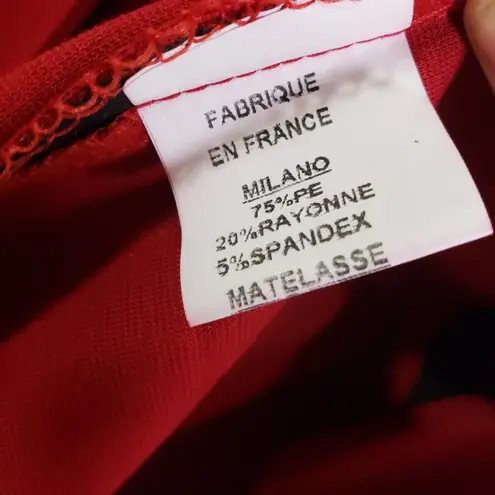 FABRIQUE
EN FRANCE
MILANO
75%PE
20%RAYONNE
5%SPANDEX
MATELASSE